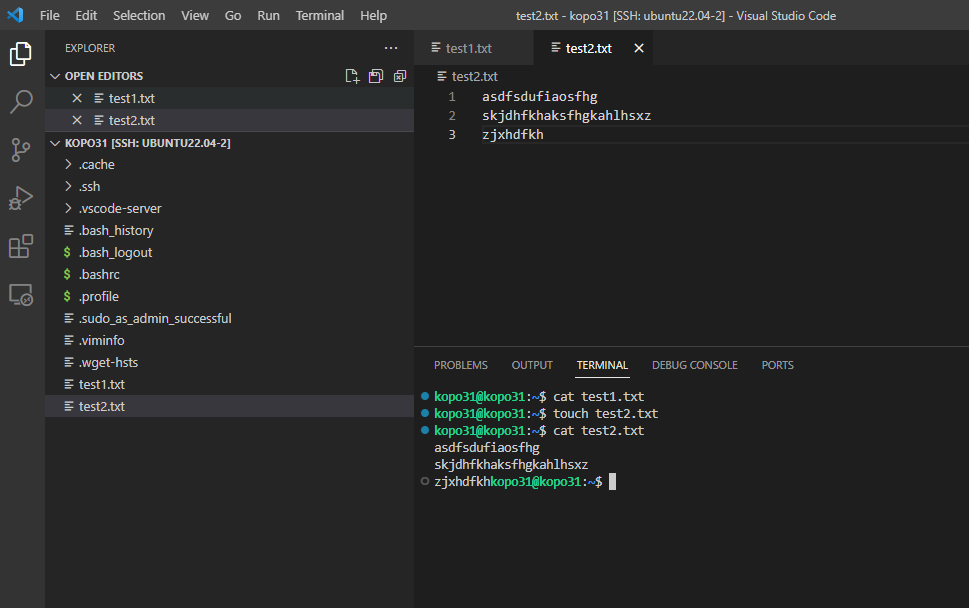 File Edit Selection View Go Run Terminal Help test2.txt - kopo31 [SSH: ubuntu22.04-2] - Visual Studio Code
EXPLORER ...
OPEN EDITORS
test1.txt
test2.txt
KOPO31 [SSH: UBUNTU22.04-2]
.cache
.ssh
.vscode-server
.bash_history
$ .bash_logout
$ .bashrc
$ .profile
.sudo_as_admin_successful
.viminfo
.wget-hsts
test1.txt
test2.txt
test1.txt test2.txt
test2.txt
1 asdfsdufiaosfhg
2 skjdhfkhaksfhgkahlhsxz
3 zjxhdfkh
PROBLEMS OUTPUT TERMINAL DEBUG CONSOLE PORTS
kopo31@kopo31:~$ cat test1.txt
kopo31@kopo31:~$ touch test2.txt
kopo31@kopo31:~$ cat test2.txt
asdfsdufiaosfhg
skjdhfkhaksfhgkahlhsxz
zjxhdfkhkopo31@kopo31:~$